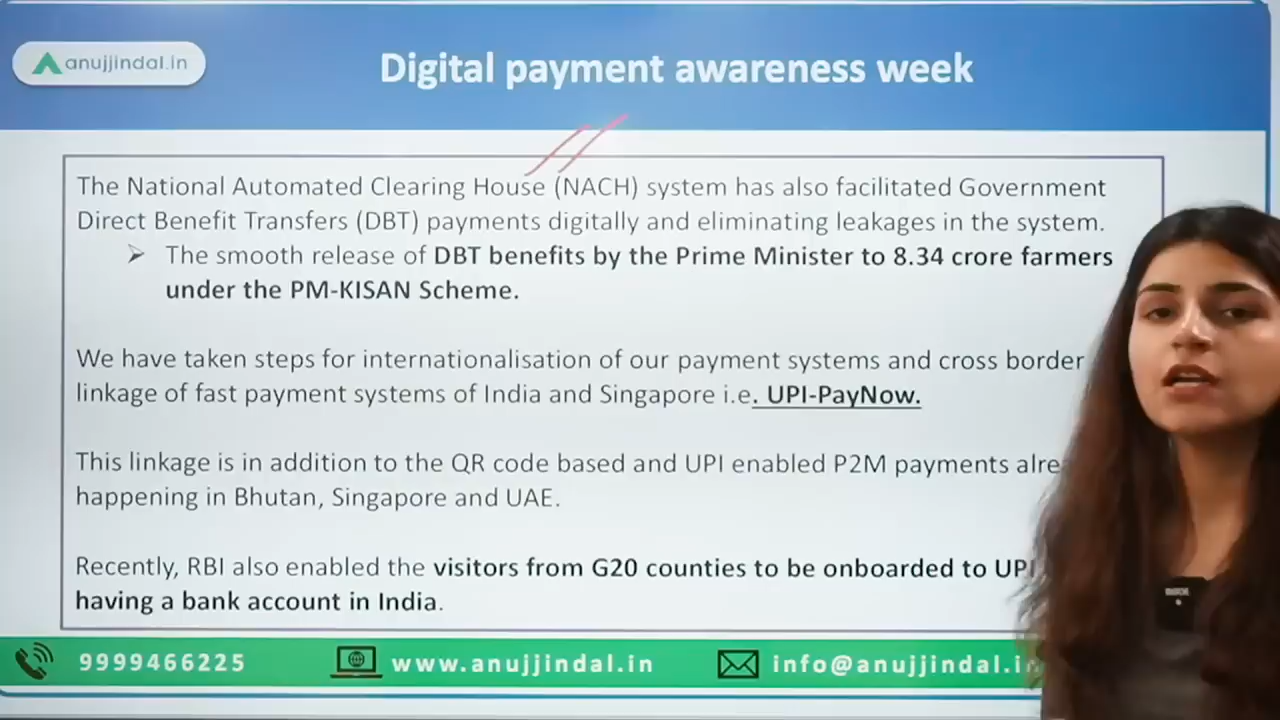 anujjindal.in
Digital payment awareness week
The National Automated Clearing House (NACH) system has also facilitated Government
Direct Benefit Transfers (DBT) payments digitally and eliminating leakages in the system.
The smooth release of DBT benefits by the Prime Minister to 8.34 crore farmers
under the PM-KISAN Scheme.
We have taken steps for internationalisation of our payment systems and cross border
linkage of fast payment systems of India and Singapore i.e. UPI-PayNow.
This linkage is in addition to the QR code based and UPI enabled P2M payments
happening in Bhutan, Singapore and UAE.
Recently, RBI also enabled the visitors from G20 counties to be onboarded to UPI
having a bank account in India.
9999466225
www.anujjindal.in
info@anujjindal.in